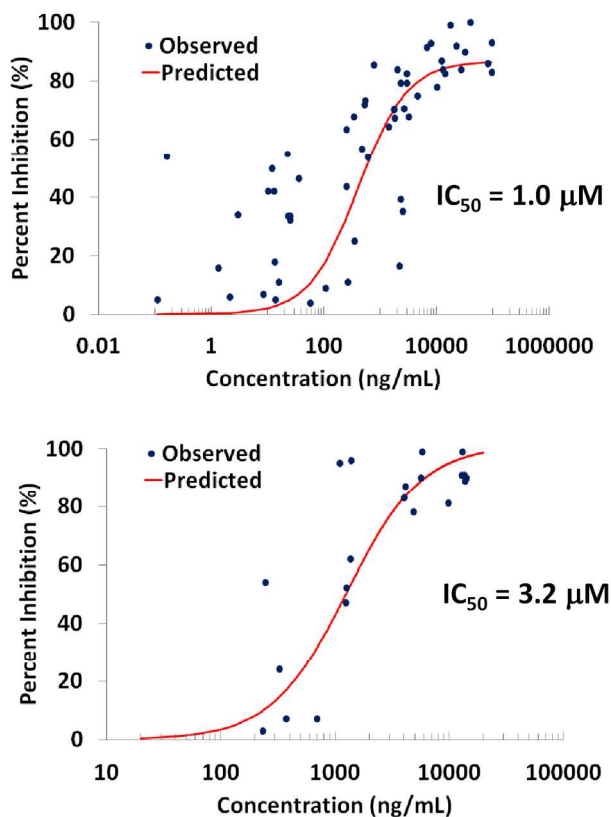 100
Observed
Predicted
80
60
40
20
0
Percent Inhibition (%)
IC50 = 1.0 μM
0.01 1 100 10000 1000000
Concentration (ng/mL)
100
Observed
Predicted
80
60
40
20
0
Percent Inhibition (%)
IC50 = 3.2 μM
10 100 1000 10000 100000
Concentration (ng/mL)